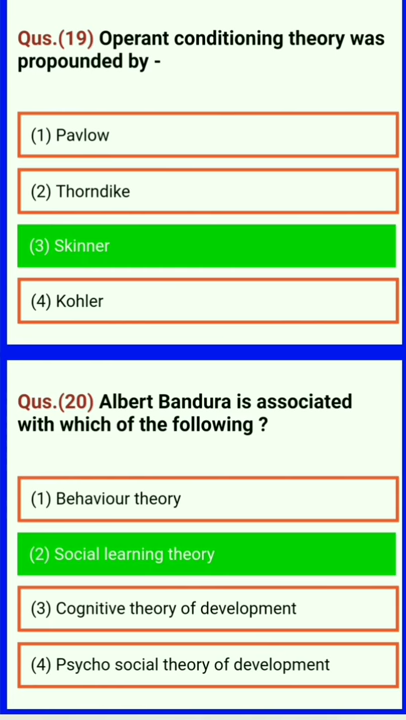 Qus.(19) Operant conditioning theory was
propounded by -
(1) Pavlow
(2) Thorndike
(3) Skinner
(4) Kohler
Qus.(20) Albert Bandura is associated
with which of the following ?
(1) Behaviour theory
(2) Social learning theory
(3) Cognitive theory of development
(4) Psycho social theory of development